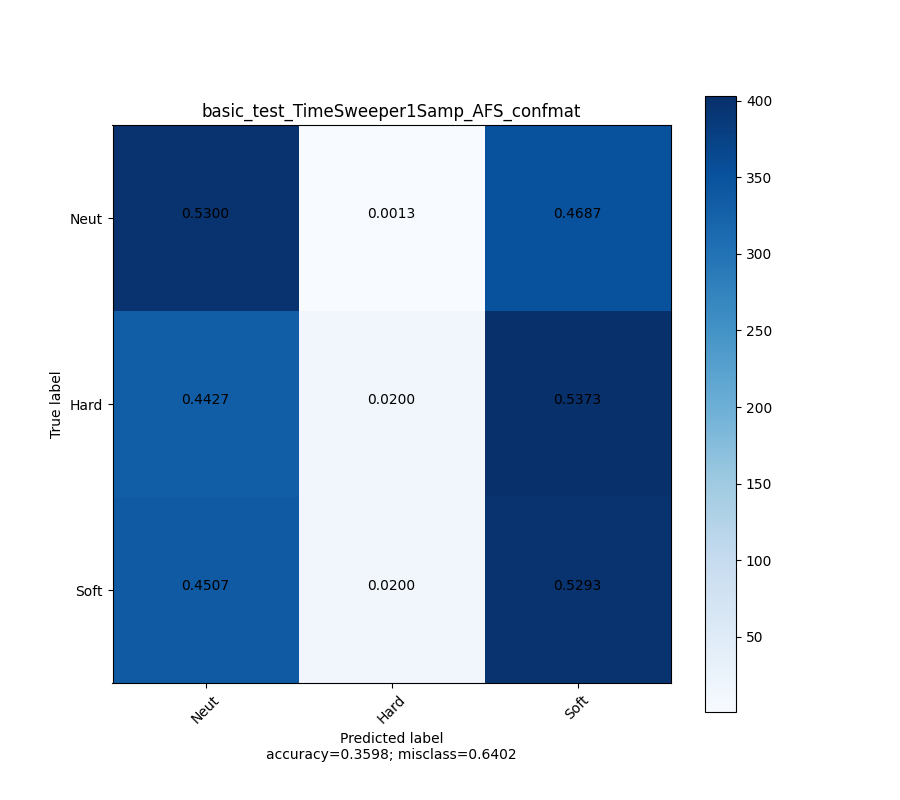 basic_test_TimeSweeper1Samp_AFS_confmat
True label
Neut 0.5300 0.0013 0.4687
Hard 0.4427 0.0200 0.5373
Soft 0.4507 0.0200 0.5293
Neut Hard Soft
Predicted label
accuracy=0.3598; misclass=0.6402
400
350
300
250
200
150
100
50